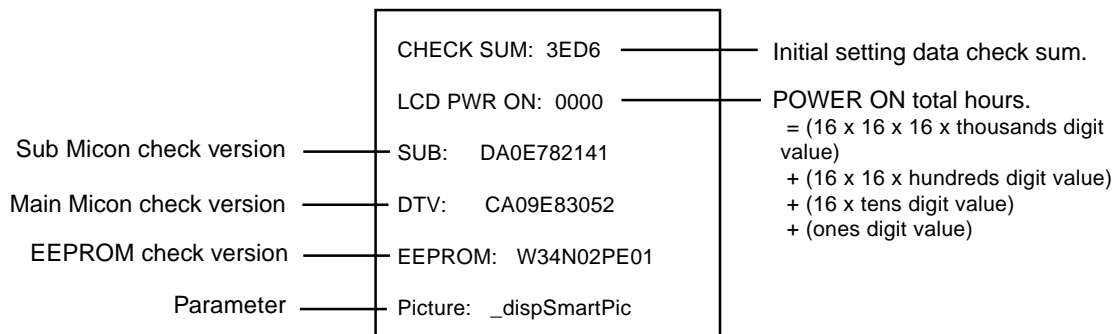 CHECK SUM: 3ED6
Initial setting data check sum.
LCD PWR ON: 0000
POWER ON total hours.
= (16 x 16 x 16 x thousands digit
value)
+ (16 x 16 x hundreds digit value)
+ (16 x tens digit value)
+ (ones digit value)
Sub Micon check version
SUB: DA0E782141
Main Micon check version
DTV: CA09E83052
EEPROM check version
EEPROM: W34N02PE01
Parameter
Picture: _dispSmartPic